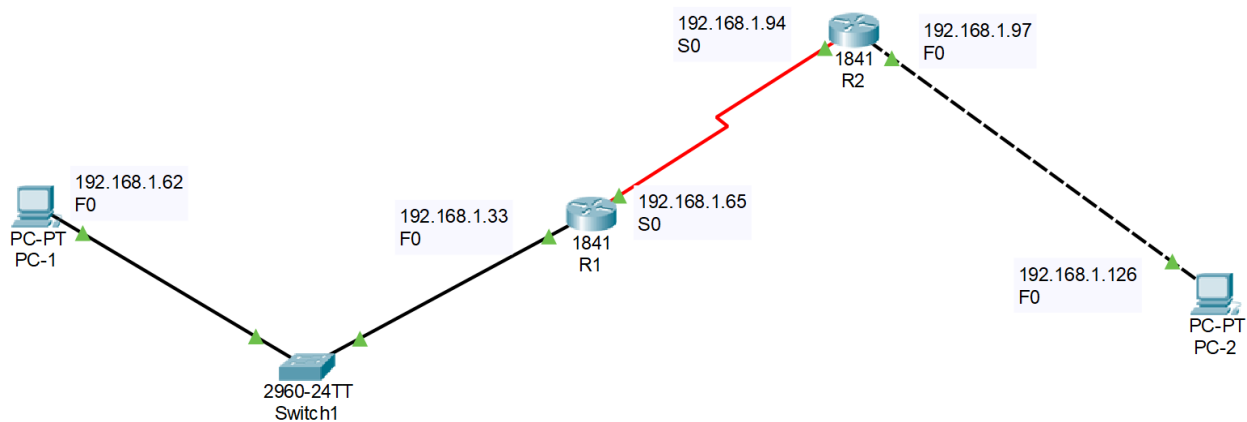 192.168.1.94
S0
1841
R2
192.168.1.97
F0
192.168.1.62
F0
PC-PT
PC-1
192.168.1.33
F0
1841
R1
192.168.1.65
S0
192.168.1.126
F0
PC-PT
PC-2
2960-24TT
Switch1